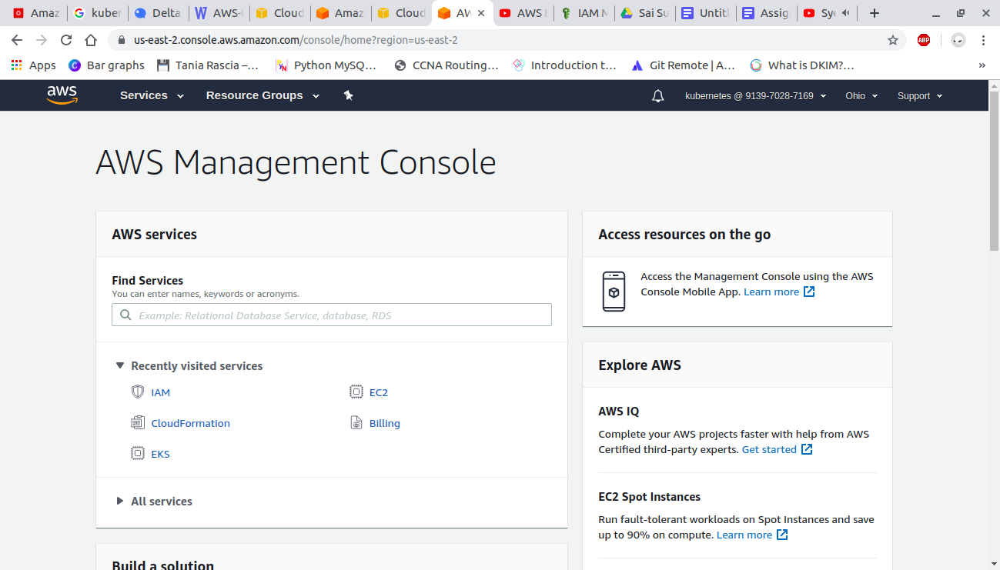 Amaz
kuber
Delta
AWS-
Cloud
Amaz
Cloud
AW
AWS E
IAM M
Sai Su
Untitl
Assig
Sy
us-east-2.console.aws.amazon.com/console/home?region=us-east-2
ABP
Apps
Bar graphs
Tania Rascia –...
Python MySQ...
CCNA Routing...
Introduction t...
Git Remote | A...
What is DKIM?...
»
aws
Services
Resource Groups
kubernetes @ 9139-7028-7169
Ohio
Support
AWS Management Console
AWS services
Find Services
You can enter names, keywords or acronyms.
Example: Relational Database Service, database, RDS
Recently visited services
IAM
EC2
CloudFormation
Billing
EKS
All services
Build a solution
Access resources on the go
Access the Management Console using the AWS
Console Mobile App. Learn more
Explore AWS
AWS IQ
Complete your AWS projects faster with help from AWS
Certified third-party experts. Get started
EC2 Spot Instances
Run fault-tolerant workloads on Spot Instances and save
up to 90% on compute. Learn more